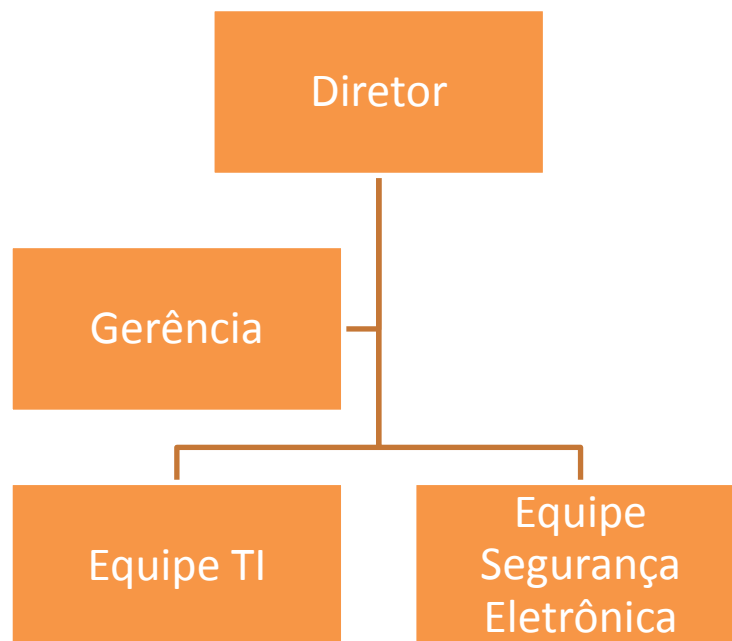 Diretor
Gerência
Equipe TI
Equipe
Segurança
Eletrônica